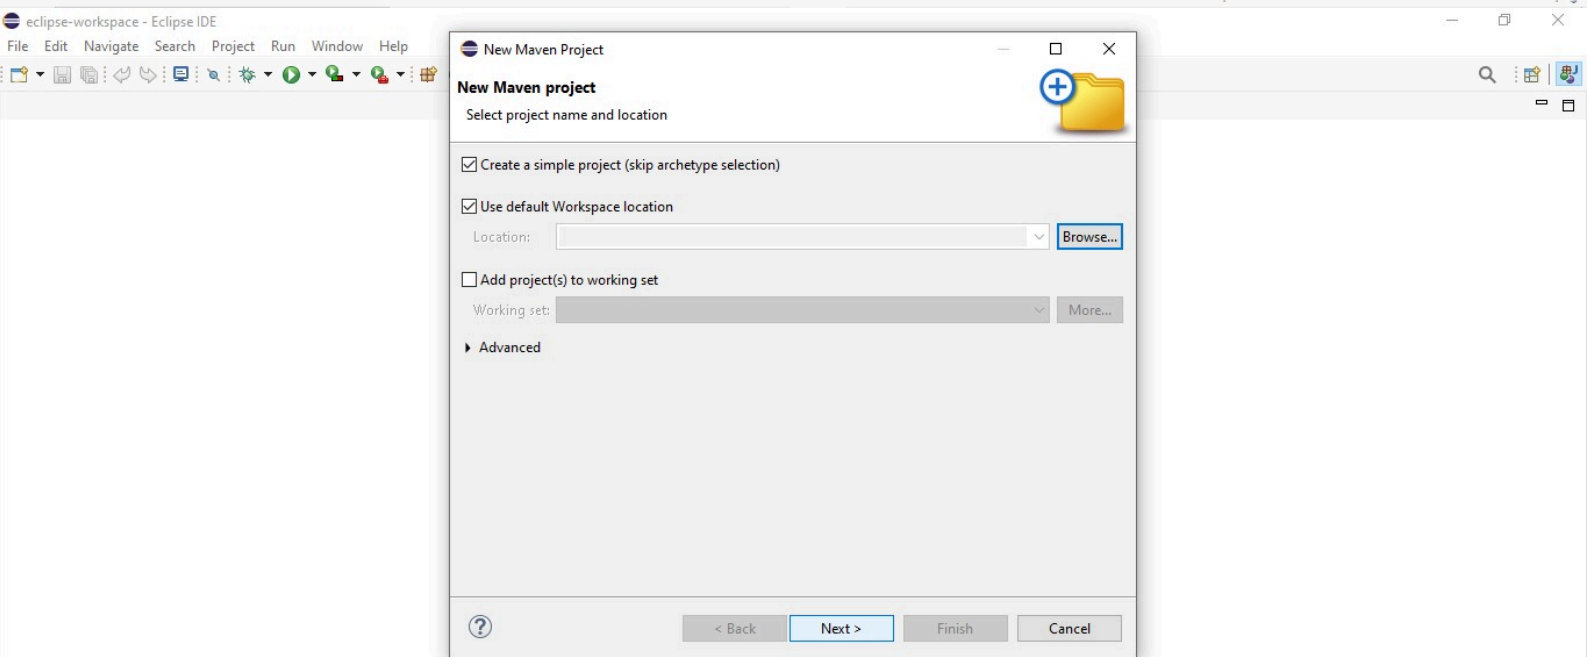 eclipse-workspace - Eclipse IDE
File Edit Navigate Search Project Run Window Help
New Maven Project
New Maven project
Select project name and location
Create a simple project (skip archetype selection)
Use default Workspace location
Location:
Browse...
Add project(s) to working set
Working set:
More...
Advanced
< Back
Next >
Finish
Cancel